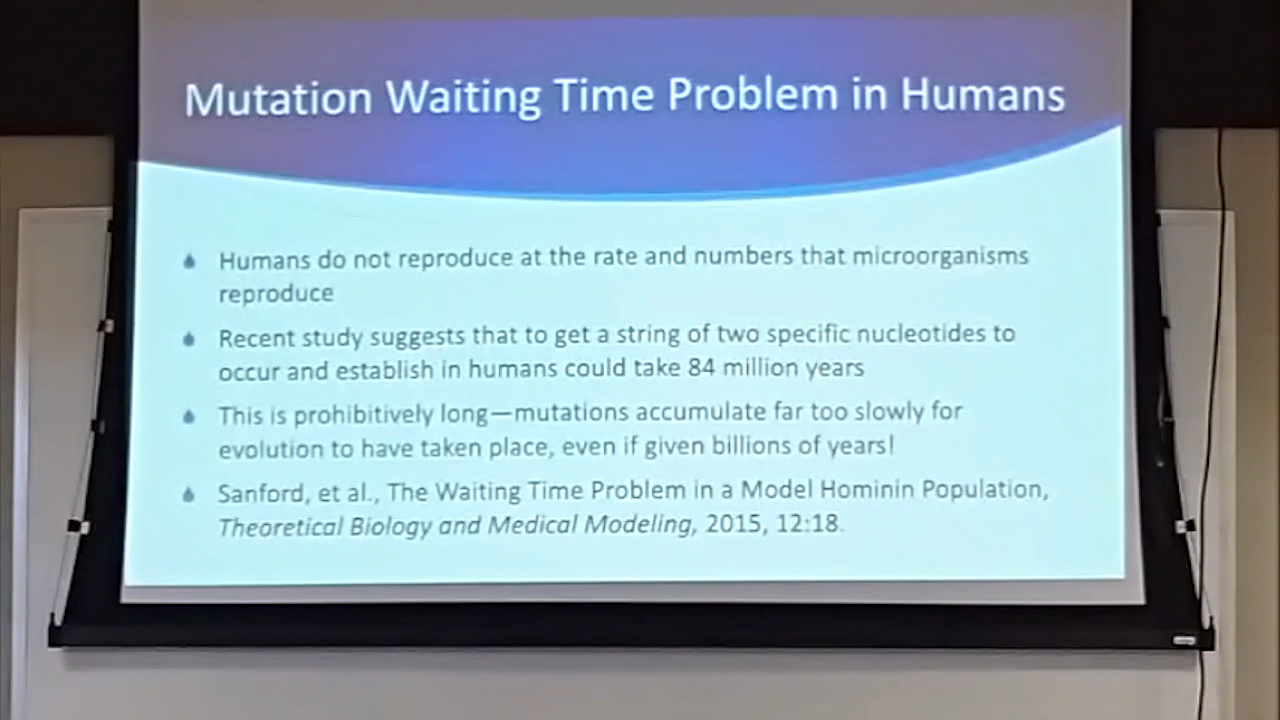 Mutation Waiting Time Problem in Humans
Humans do not reproduce at the rate and numbers that microorganisms
reproduce
Recent study suggests that to get a string of two specific nucleotides to
occur and establish in humans could take 84 million years
This is prohibitively long—mutations accumulate far too slowly for
evolution to have taken place, even if given billions of years!
Sanford, et al., The Waiting Time Problem in a Model Hominin Population,
Theoretical Biology and Medical Modeling, 2015, 12:18.